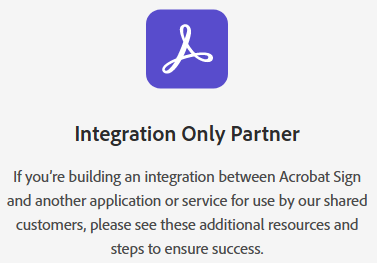 Integration Only Partner
If you’re building an integration between Acrobat Sign
and another application or service for use by our shared
customers, please see these additional resources and
steps to ensure success.